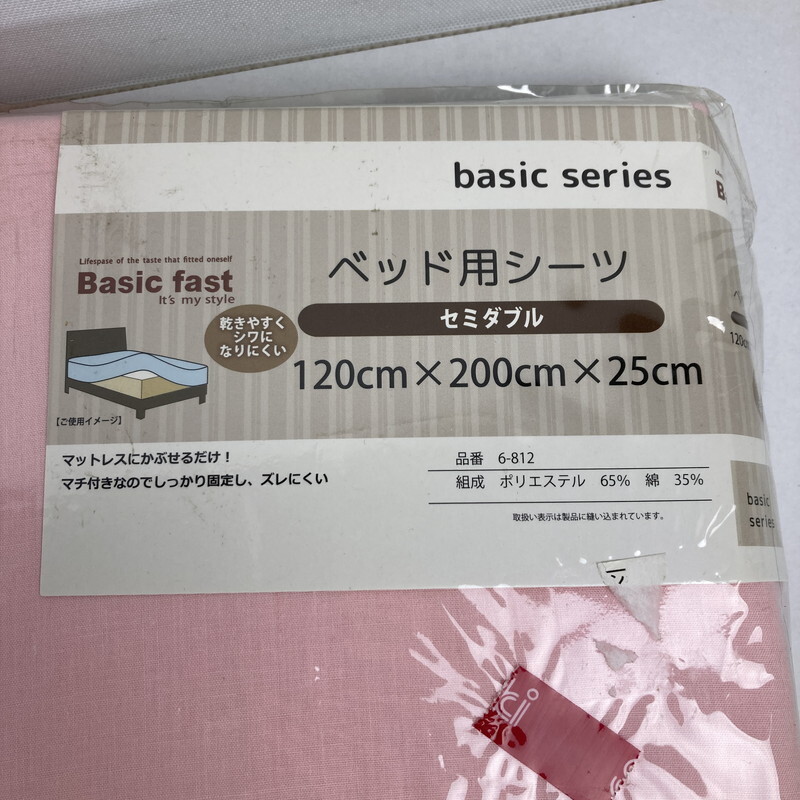 basic series
Lifespase of the taste that fitted oneself
Basic fast
It's my style
ベッド用シーツ
セミダブル
乾きやすく
シワに
なりにくい
120cm×200cm×25cm
【ご使用イメージ】
マットレスにかぶせるだけ！
マチ付きなのでしっかり固定し、ズレにくい
品番 6-812
組成 ポリエステル 65% 綿 35%
取扱い表示は製品に縫い込まれています。
basic
series